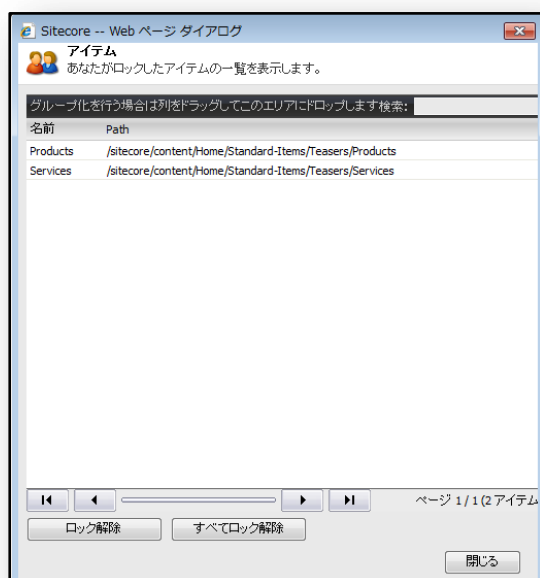 Sitecore -- Web ページ ダイアログ
アイテム
あなたがロックしたアイテムの一覧を表示します。
グループ化を行う場合は列をドラッグしてこのエリアにドロップします 検索:
名前 Path
Products /sitecore/content/Home/Standard-Items/Teasers/Products
Services /sitecore/content/Home/Standard-Items/Teasers/Services
ページ 1 / 1 (2 アイテム
ロック解除 すべてロック解除
閉じる